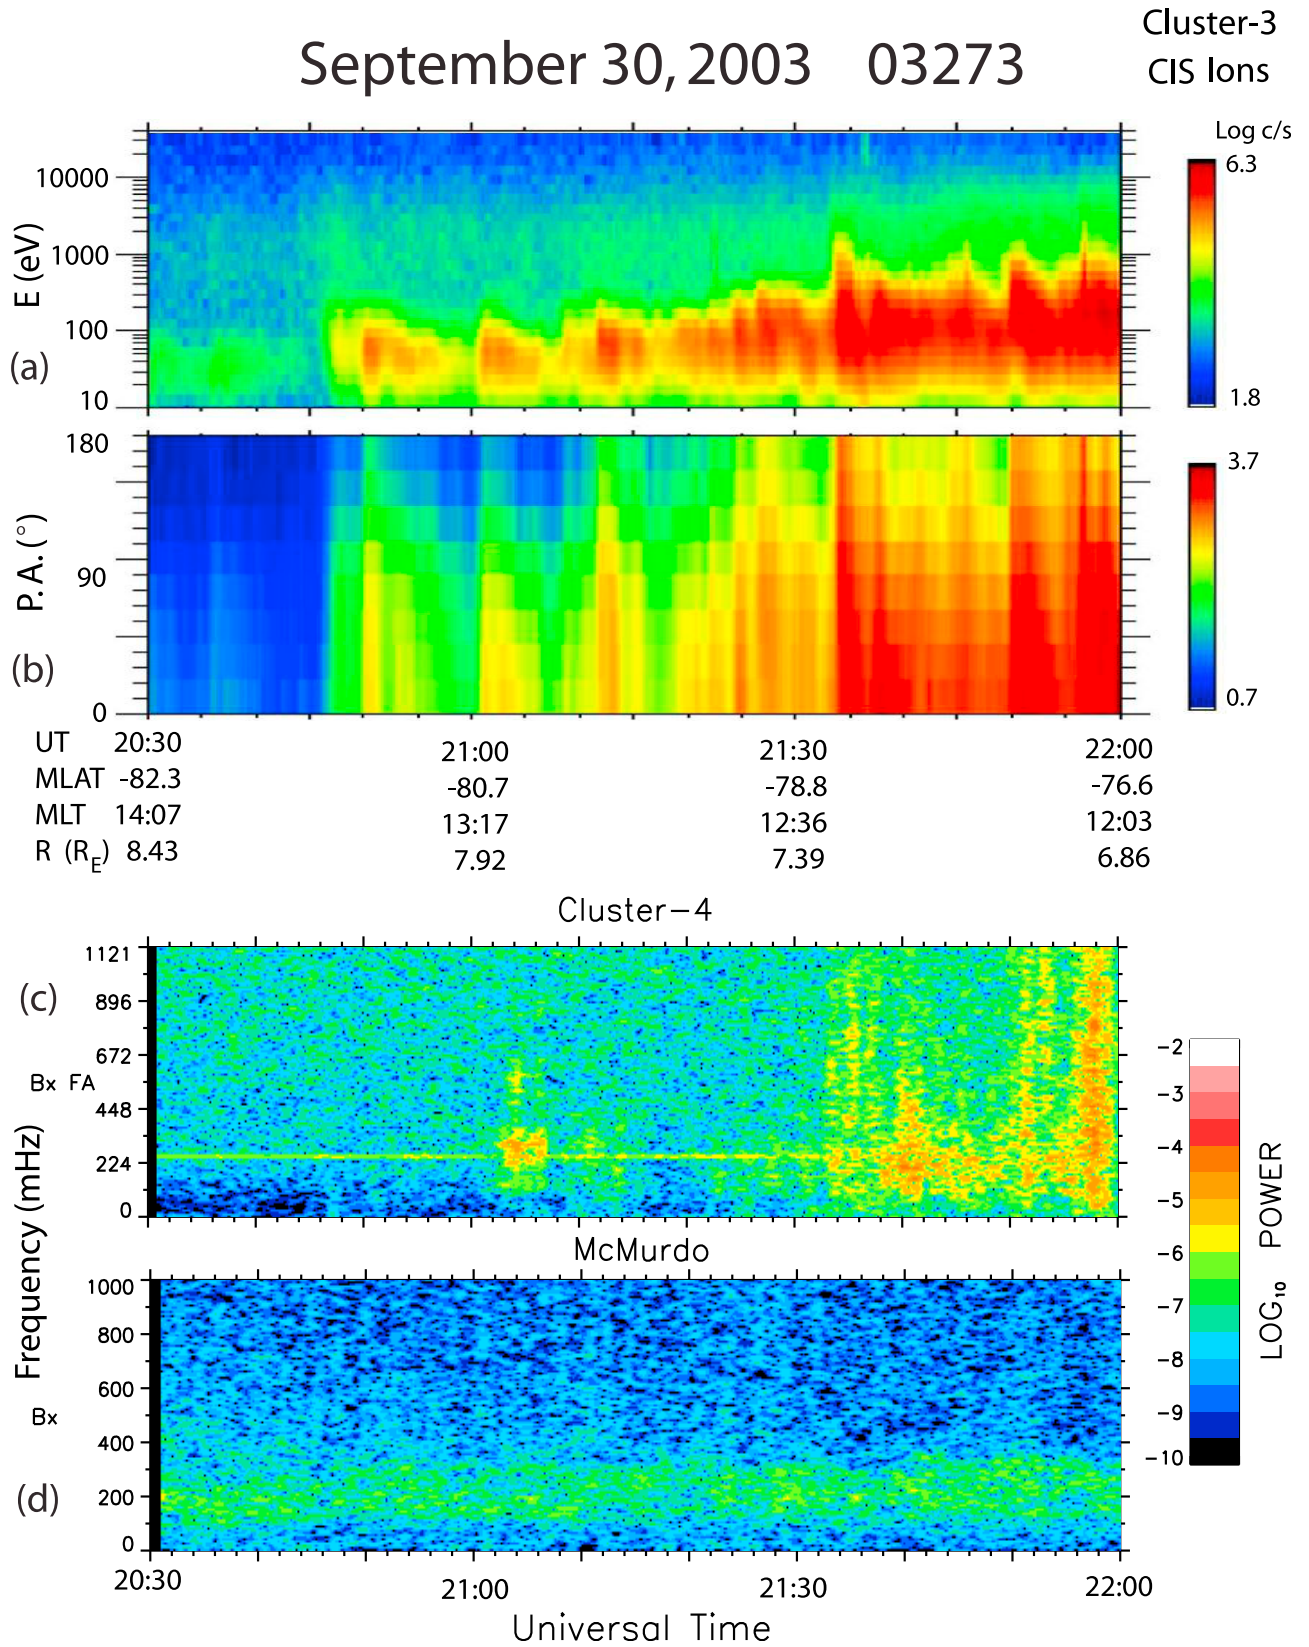 Cluster-3
September 30, 2003 03273
CIS Ions
Log c/s
6.3
1.8
E (eV)
10000
1000
100
10
(a)
180
90
0
P.A.(°)
(b)
3.7
0.7
UT 20:30 21:00 21:30 22:00
MLAT -82.3 -80.7 -78.8 -76.6
MLT 14:07 13:17 12:36 12:03
R (RE) 8.43 7.92 7.39 6.86
Cluster-4
1121
896
672
448
224
0
(c)
Bx FA
Frequency (mHz)
McMurdo
1000
800
600
400
200
0
Bx
(d)
-2
-3
-4
-5
-6
-7
-8
-9
-10
LOG10 POWER
20:30 21:00 21:30 22:00
Universal Time